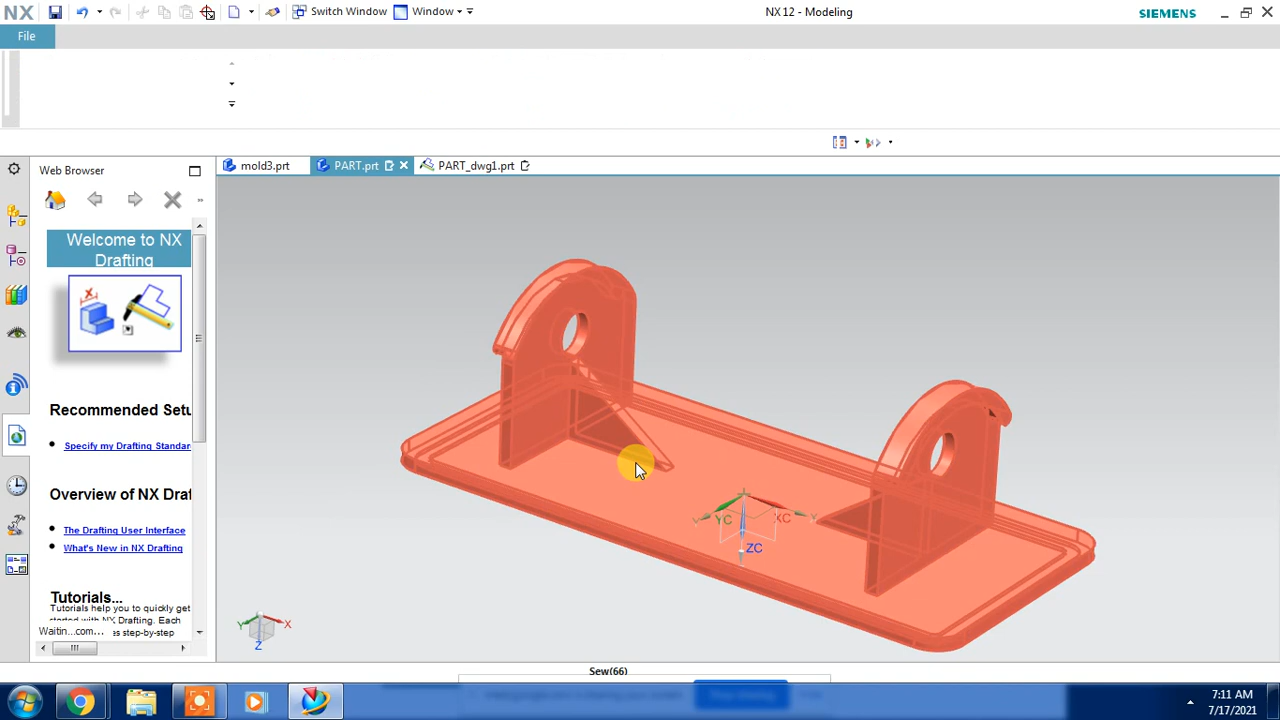 NX
Switch Window
Window
NX 12 - Modeling
SIEMENS
File
Web Browser
mold3.prt
PART.prt
PART_dwg1.prt
»
Welcome to NX
Drafting
Recommended Setu
Specify my Drafting Standar
Overview of NX Draf
The Drafting User Interface
What's New in NX Drafting
Tutorials...
Tutorials help you to quickly get
started with NX Drafting. Each
Waitin...com...
es step-by-step
YC
XC
Y
Y
ZC
Y
X
Z
Sew(66)
7:11 AM
7/17/2021